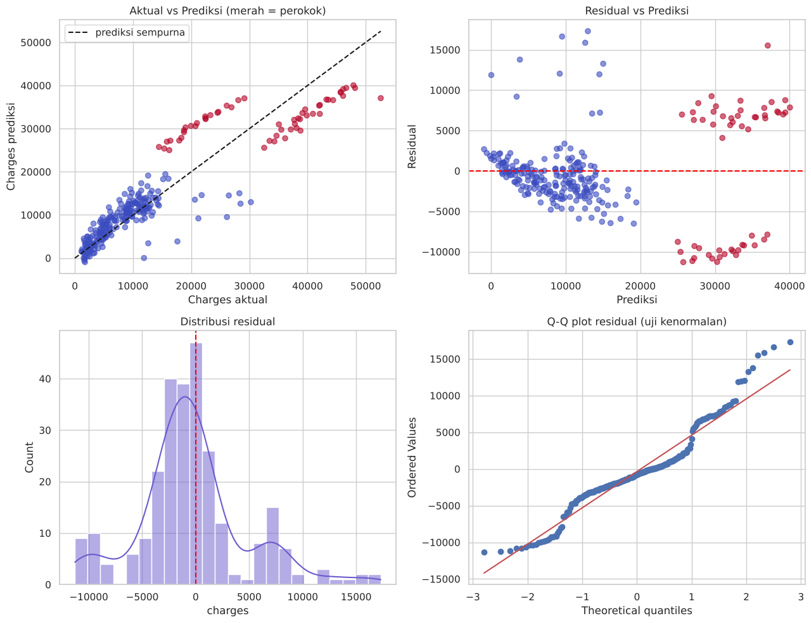 Aktual vs Prediksi (merah = perokok)
prediksi sempurna
50000
40000
30000
20000
10000
0
Charges prediksi
0 10000 20000 30000 40000 50000
Charges aktual
Residual vs Prediksi
15000
10000
5000
0
−5000
−10000
Residual
0 10000 20000 30000 40000
Prediksi
Distribusi residual
40
30
20
10
0
Count
−10000 −5000 0 5000 10000 15000
charges
Q-Q plot residual (uji kenormalan)
15000
10000
5000
0
−5000
−10000
−15000
Ordered Values
−3 −2 −1 0 1 2 3
Theoretical quantiles